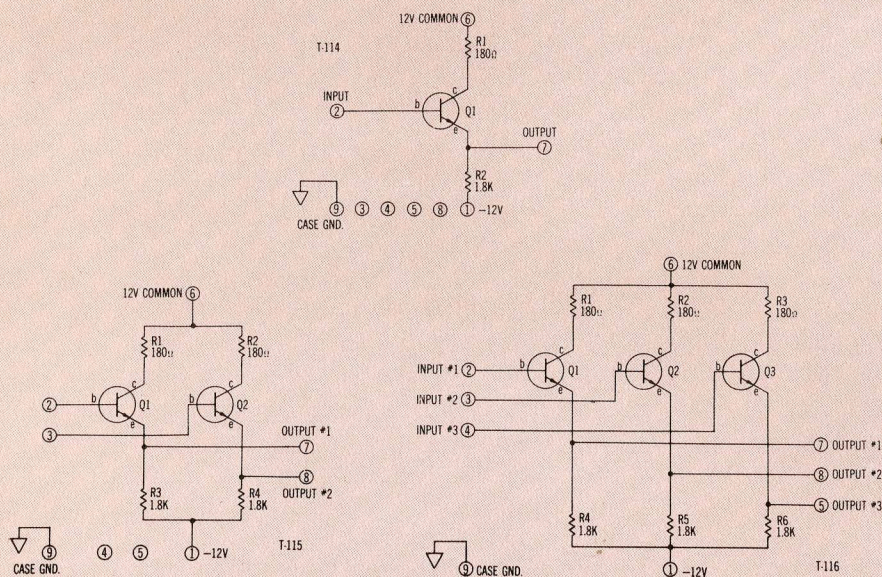 12V COMMON 6
R1
180Ω
T-114
c
INPUT
2
b
Q1
e
OUTPUT
7
R2
1.8K
9 3 4 5 8 1 -12V
CASE GND.
12V COMMON 6
R1
180Ω
R2
180Ω
c
c
2
b
Q1
b
Q2
3
e
e
OUTPUT #1
7
8
OUTPUT #2
R3
1.8K
R4
1.8K
9 4 5 1 -12V
CASE GND.
T-115
6 12V COMMON
R1
180Ω
R2
180Ω
R3
180Ω
c
c
c
INPUT #1 2
b
Q1
b
Q2
b
Q3
INPUT #2 3
e
e
e
INPUT #3 4
7 OUTPUT #1
8 OUTPUT #2
5 OUTPUT #3
R4
1.8K
R5
1.8K
R6
1.8K
9 CASE GND.
1 -12V
T-116